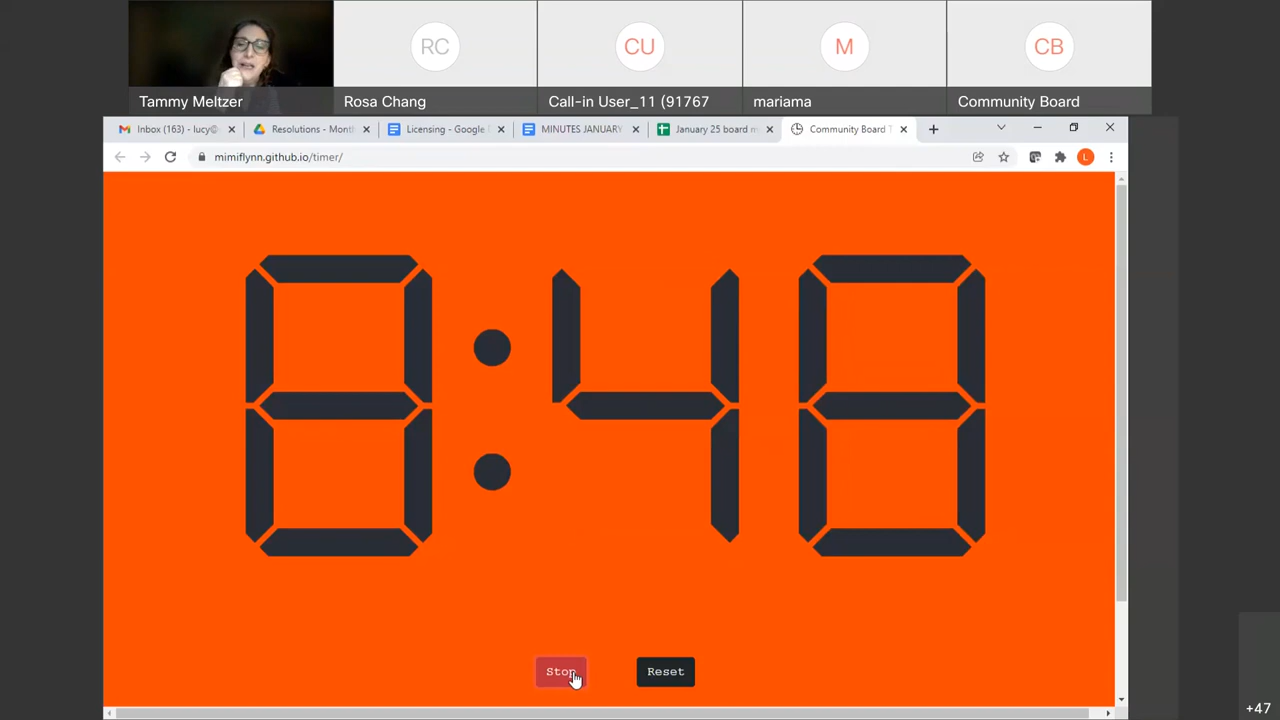 RC
CU
M
CB
Tammy Meltzer
Rosa Chang
Call-in User_11 (91767
mariama
Community Board
Inbox (163) - lucy@
Resolutions - Mont
Licensing - Google
MINUTES JANUARY
January 25 board m
Community Board T
mimiflynn.github.io/timer/
L
8:48
Stop
Reset
+47